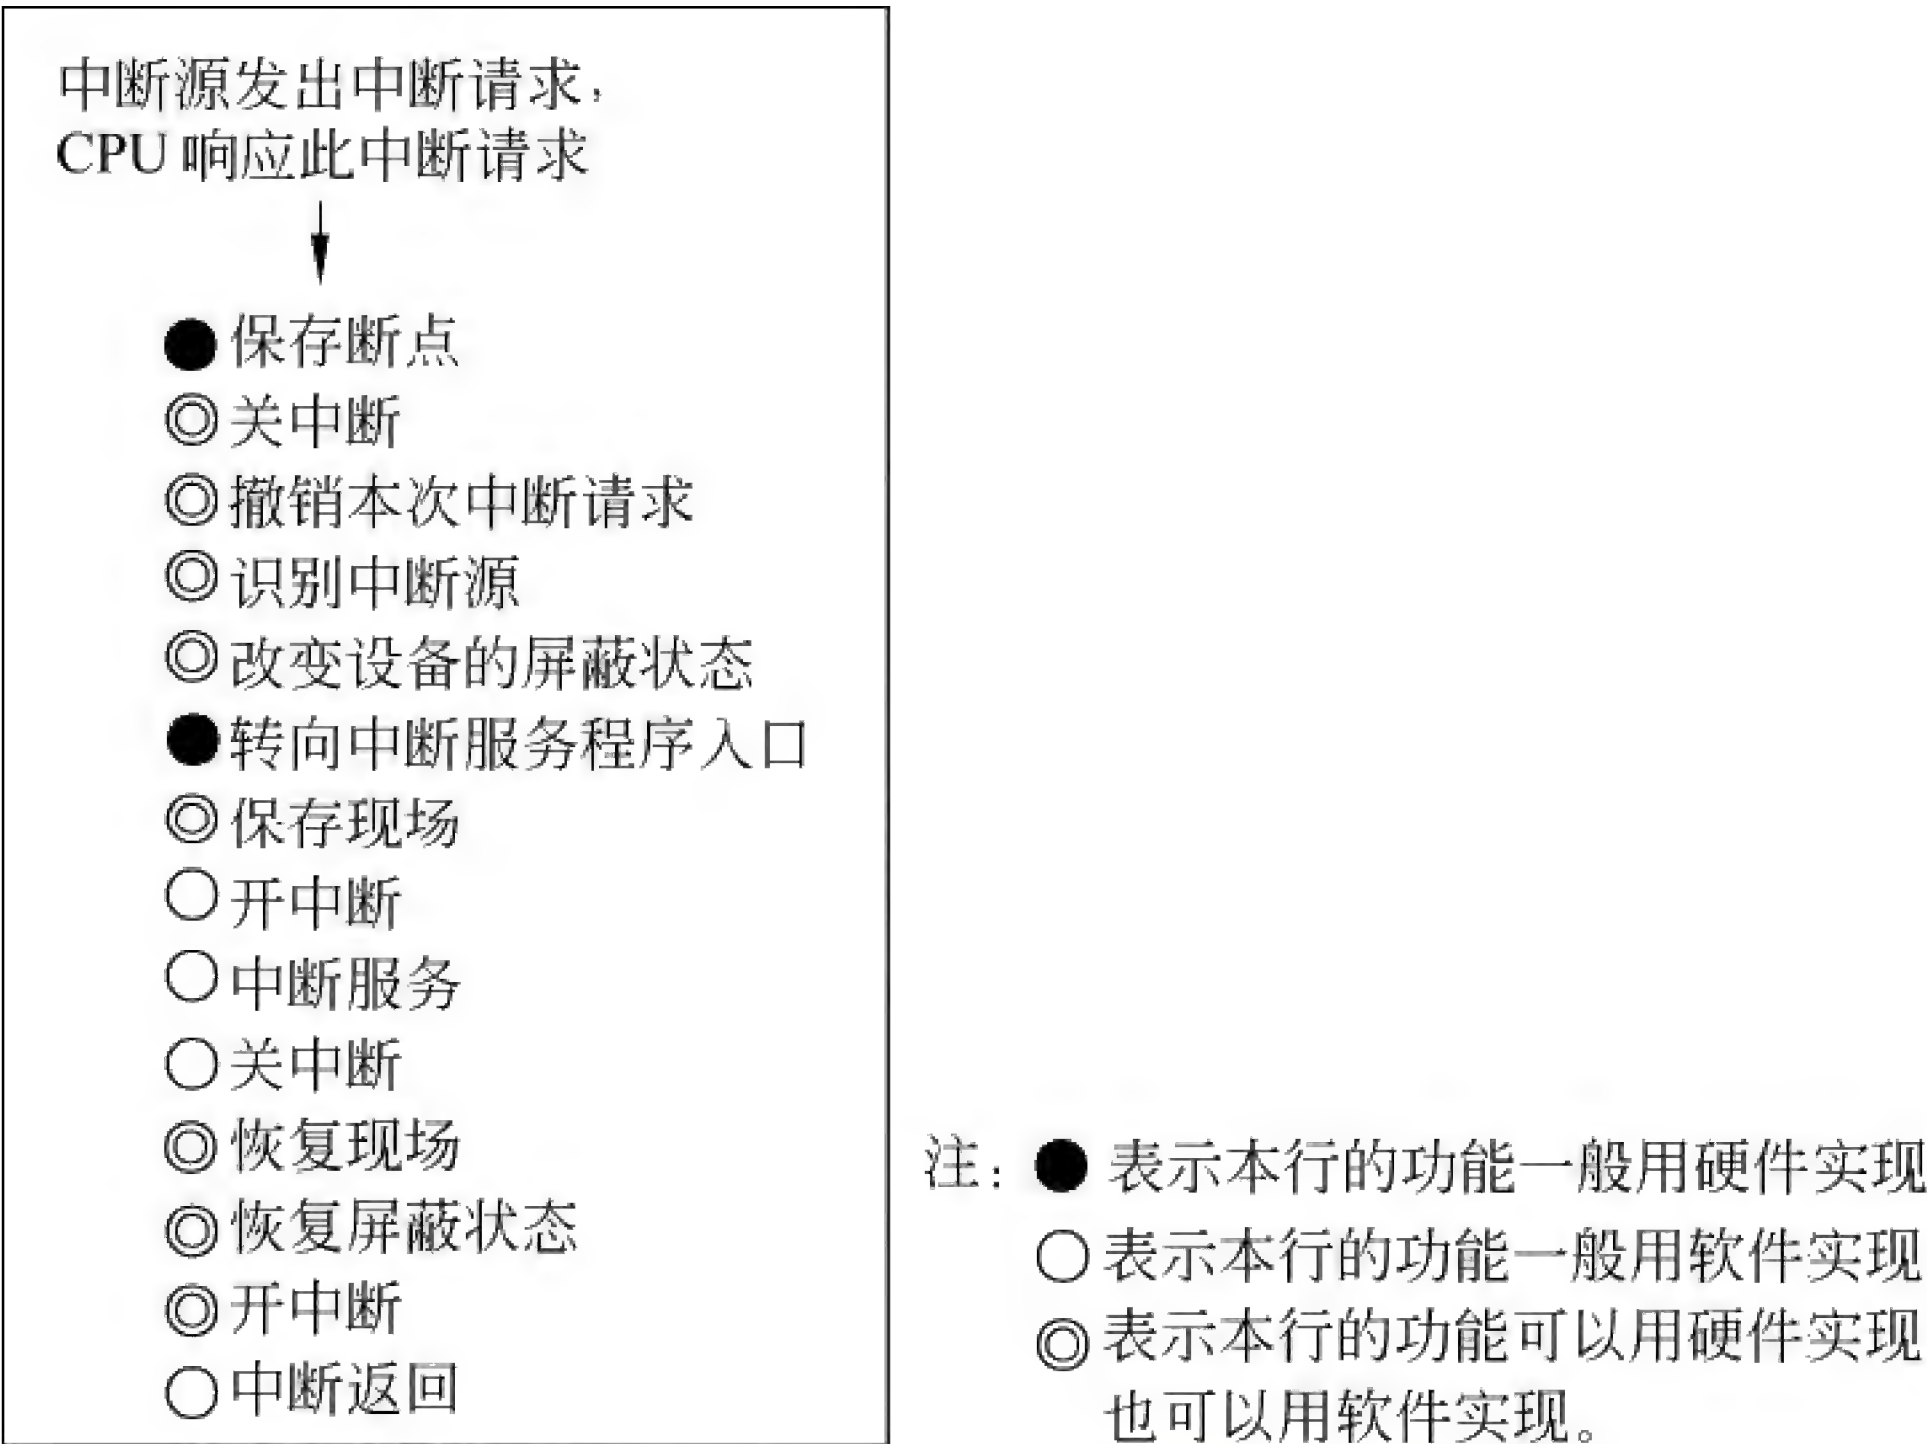 中断源发出中断请求，
CPU响应此中断请求
●保存断点
◎关中断
◎撤销本次中断请求
◎识别中断源
◎改变设备的屏蔽状态
●转向中断服务程序入口
◎保存现场
○开中断
○中断服务
○关中断
◎恢复现场
◎恢复屏蔽状态
◎开中断
○中断返回
注：● 表示本行的功能一般用硬件实现
○表示本行的功能一般用软件实现
◎表示本行的功能可以用硬件实现
也可以用软件实现。